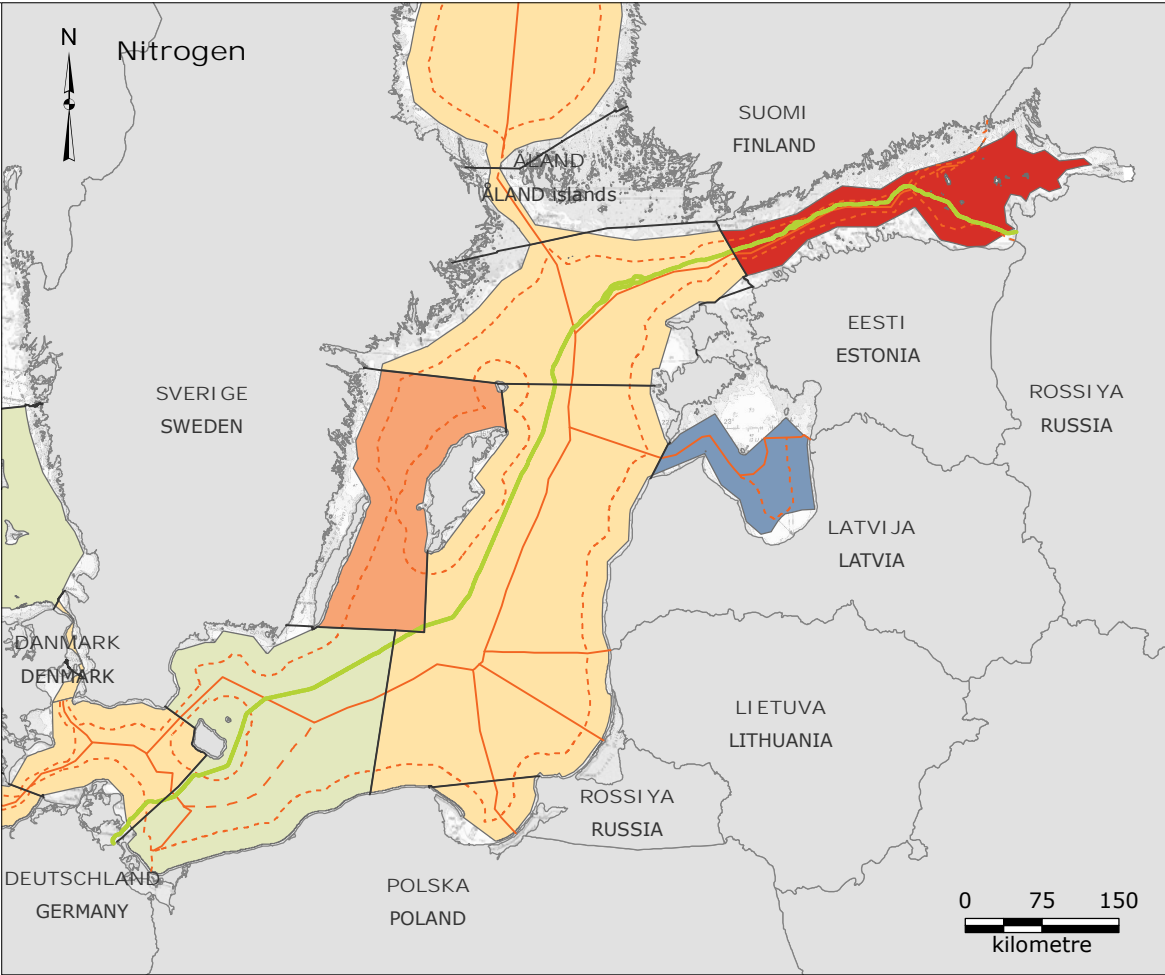 N
Nitrogen
SUOMI
FINLAND
ÅLAND
ÅLAND islands
EESTI
ESTONIA
ROSSIYA
RUSSIA
SVERIGE
SWEDEN
LATVIJA
LATVIA
DANMARK
DENMARK
LIETUVA
LITHUANIA
ROSSIYA
RUSSIA
DEUTSCHLAND
GERMANY
POLSKA
POLAND
0 75 150
kilometre